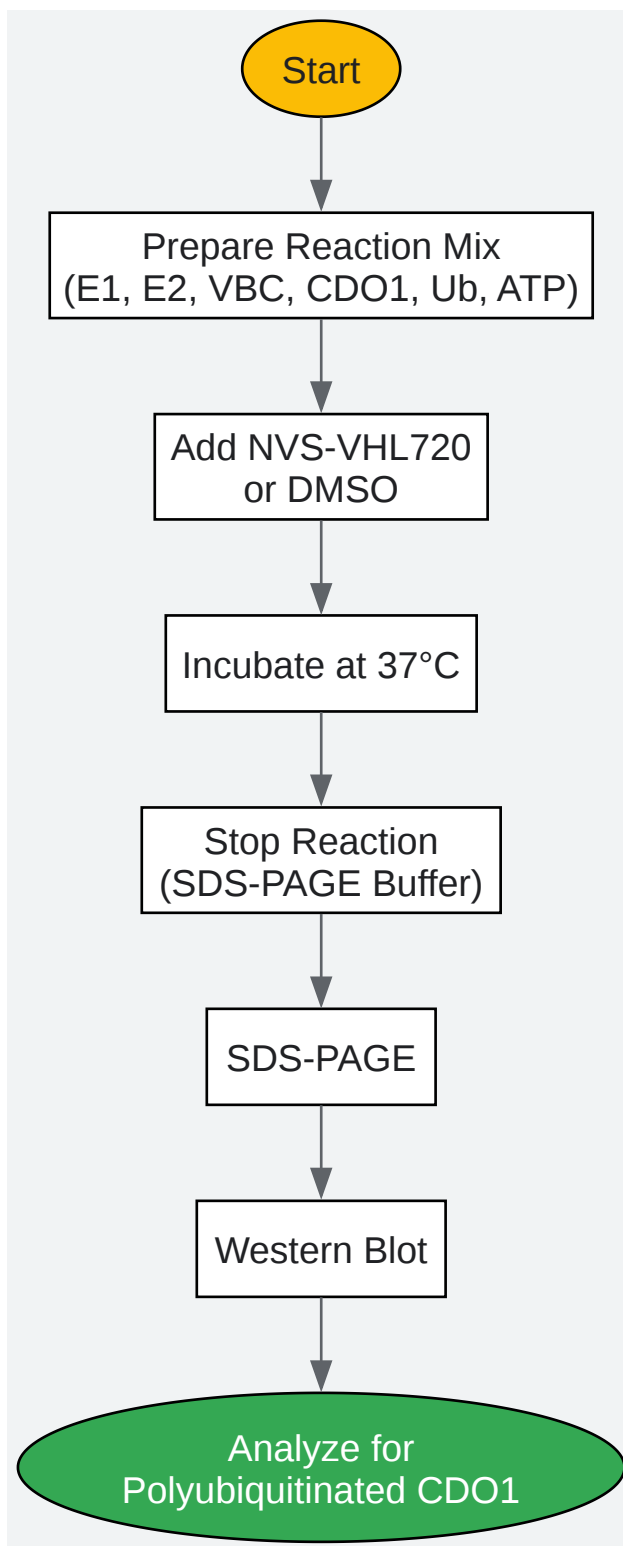 Start
Prepare Reaction Mix
(E1, E2, VBC, CDO1, Ub, ATP)
Add NVS-VHL720
or DMSO
Incubate at 37°C
Stop Reaction
(SDS-PAGE Buffer)
SDS-PAGE
Western Blot
Analyze for
Polyubiquitinated CDO1